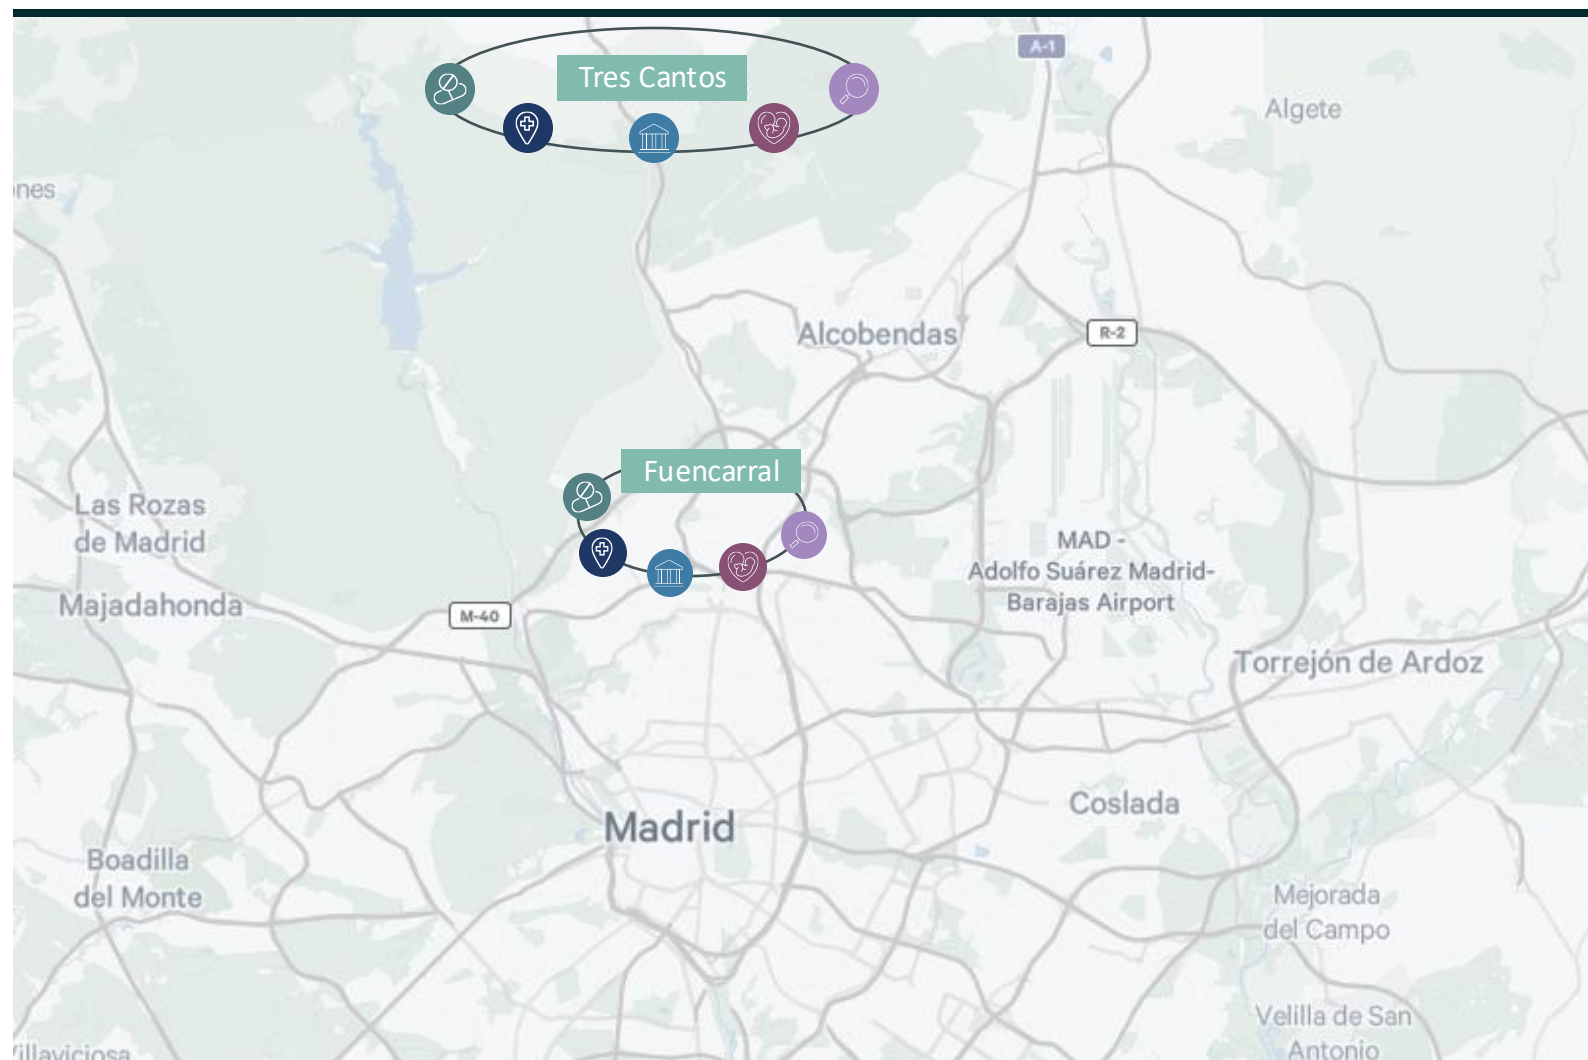 Tres Cantos
A-1
Algete
nes
Alcobendas
R-2
Fuencarral
Las Rozas
de Madrid
MAD -
Adolfo Suárez Madrid-
Barajas Airport
Majadahonda
M-40
Torrejón de Ardoz
Coslada
Madrid
Boadilla
del Monte
Mejorada
del Campo
Velilla de San
Antonio
illaviciosa